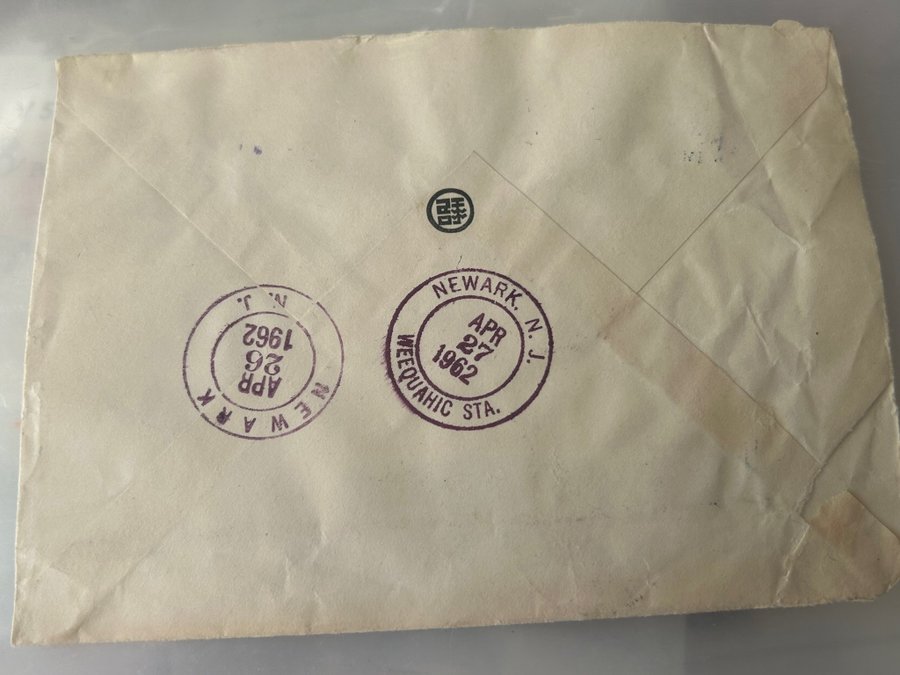 NEWARK, N. J.
APR
27
1962
WEEQUAHIC STA.
NEWARK
N. J.
APR
26
1962